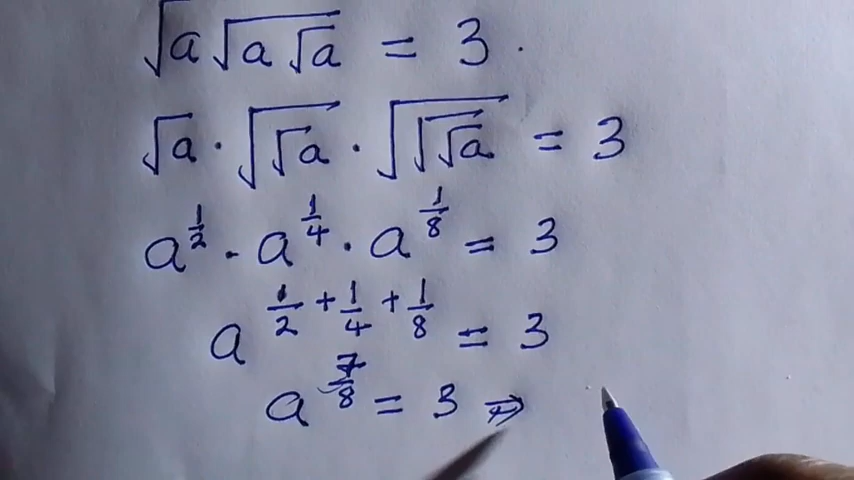 √a√a√a = 3.
√a · √√a · √√√a = 3
a^(1/2) · a^(1/4) · a^(1/8) = 3
a^(1/2 + 1/4 + 1/8) = 3
a^(7/8) = 3 ⇒